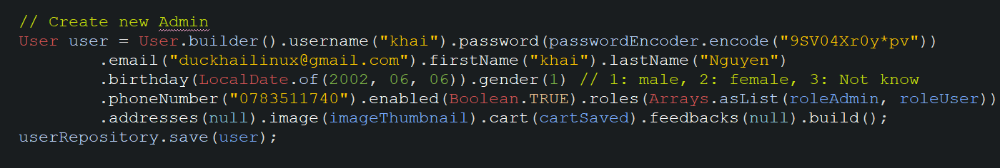 // Create new Admin
User user = User.builder().username("khai").password(passwordEncoder.encode("9SV04Xr0y*pv"))
.email("duckhailinux@gmail.com").firstName("khai").lastName("Nguyen")
.birthday(LocalDate.of(2002, 06, 06)).gender(1) // 1: male, 2: female, 3: Not know
.phoneNumber("0783511740").enabled(Boolean.TRUE).roles(Arrays.asList(roleAdmin, roleUser))
.addresses(null).image(imageThumbnail).cart(cartSaved).feedbacks(null).build();
userRepository.save(user);